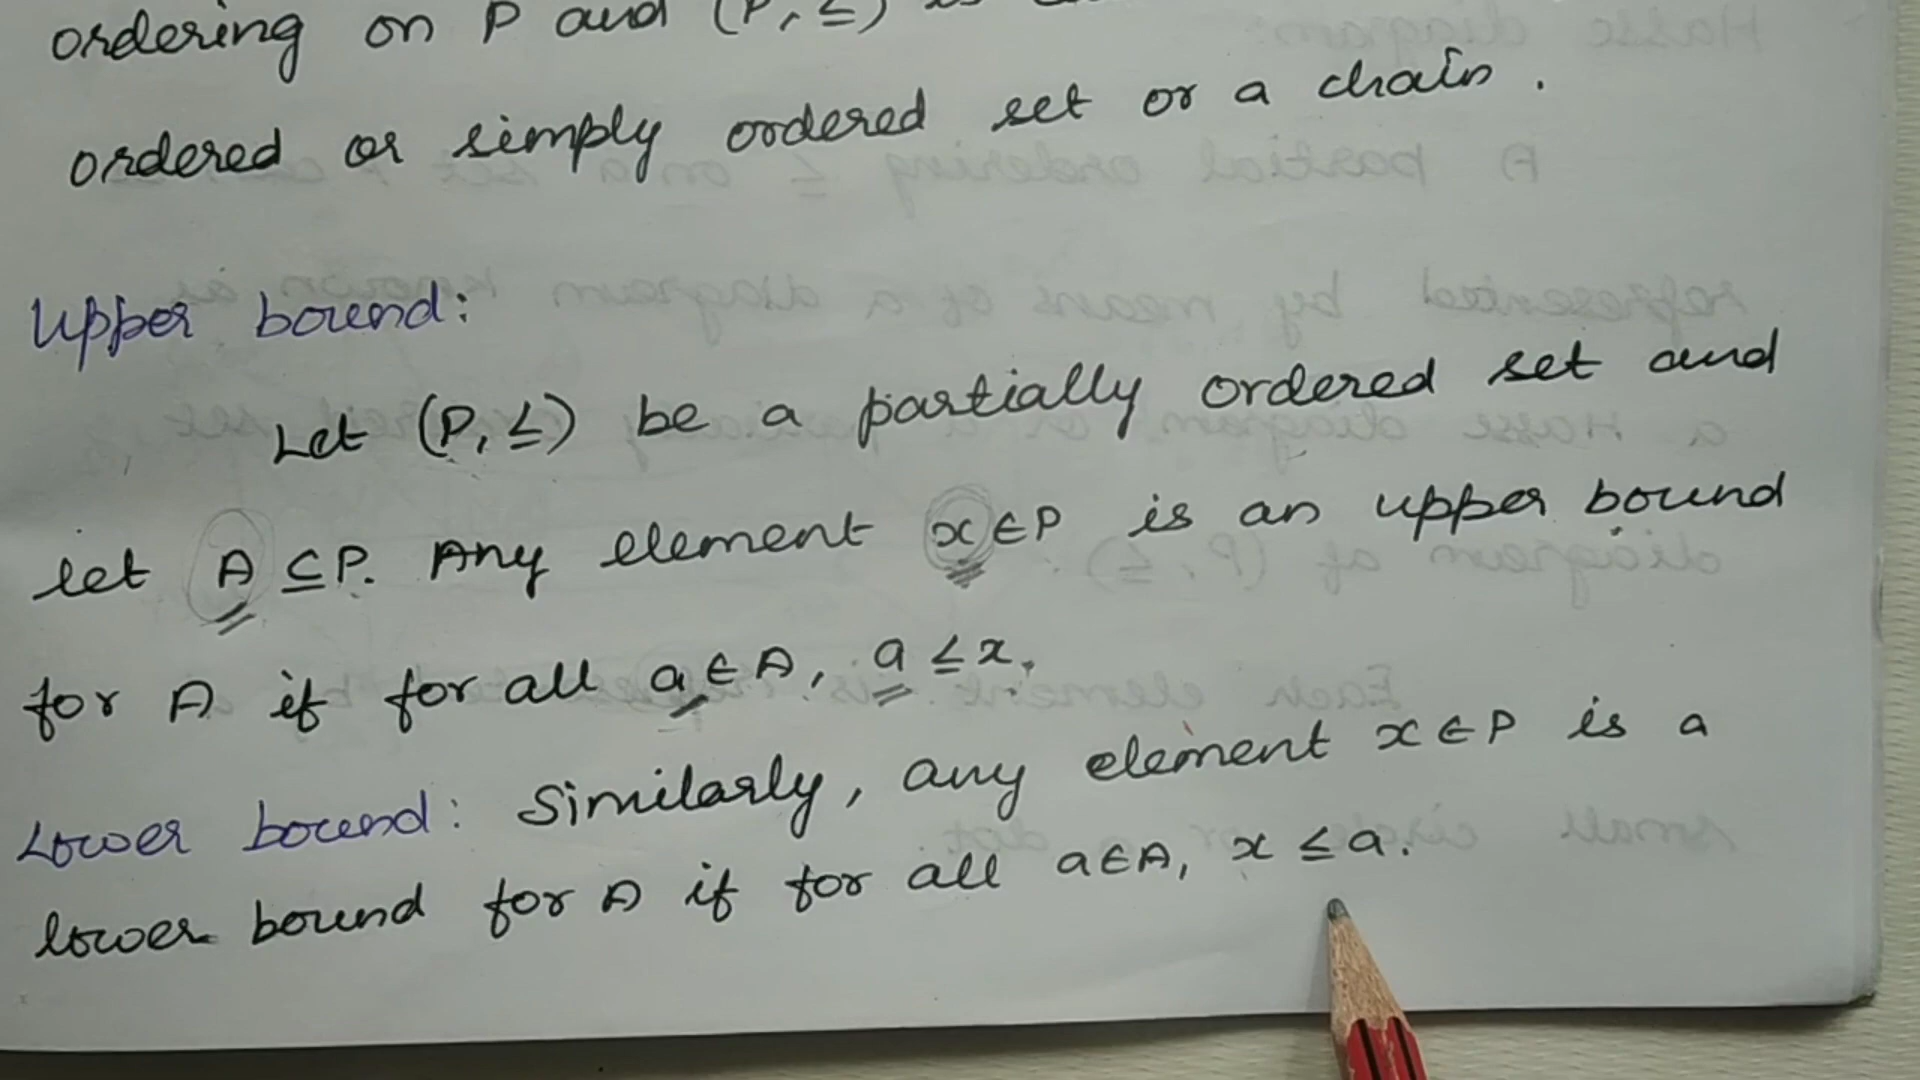 ordering on P and (P, ≤) is
ordered or simply ordered set or a chain.
Upper bound:
Let (P, ≤) be a partially ordered set and
let A ⊆ P. Any element x ∈ P is an upper bound
for A if for all a ∈ A, a ≤ x.
Lower bound: Similarly, any element x ∈ P is a
lower bound for A if for all a ∈ A, x ≤ a.